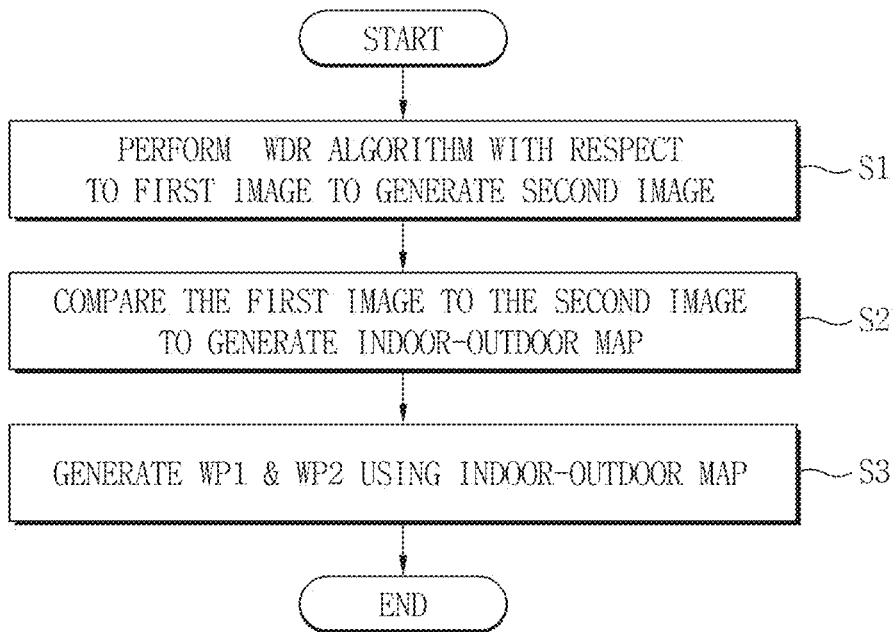 START
PERFORM WDR ALGORITHM WITH RESPECT
TO FIRST IMAGE TO GENERATE SECOND IMAGE
S1
COMPARE THE FIRST IMAGE TO THE SECOND IMAGE
TO GENERATE INDOOR-OUTDOOR MAP
S2
GENERATE WP1 & WP2 USING INDOOR-OUTDOOR MAP
S3
END